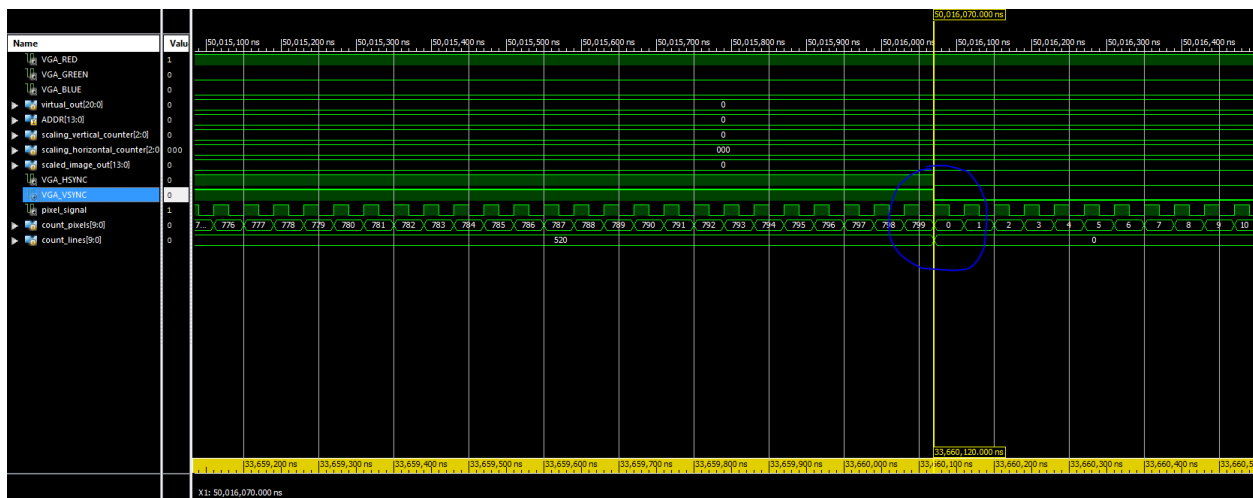 50,016,070.000 ns
Name Valu 50,015,100 ns 50,015,200 ns 50,015,300 ns 50,015,400 ns 50,015,500 ns 50,015,600 ns 50,015,700 ns 50,015,800 ns 50,015,900 ns 50,016,000 ns 50,016,100 ns 50,016,200 ns 50,016,300 ns 50,016,400 ns
VGA_RED 1
VGA_GREEN 0
VGA_BLUE 0
virtual_out[20:0] 0 0
ADDR[13:0] 0 0
scaling_vertical_counter[2:0] 0 0
scaling_horizontal_counter[2:0 000 000
scaled_image_out[13:0] 0 0
VGA_HSYNC 0
VGA_VSYNC 0
pixel_signal 1
count_pixels[9:0] 0 7... 776 777 778 779 780 781 782 783 784 785 786 787 788 789 790 791 792 793 794 795 796 797 798 799 0 1 2 3 4 5 6 7 8 9 10
count_lines[9:0] 0 520 0
33,660,120.000 ns
33,659,200 ns 33,659,300 ns 33,659,400 ns 33,659,500 ns 33,659,600 ns 33,659,700 ns 33,659,800 ns 33,659,900 ns 33,660,000 ns 33,660,100 ns 33,660,200 ns 33,660,300 ns 33,660,400 ns 33,660,5
X1: 50,016,070.000 ns